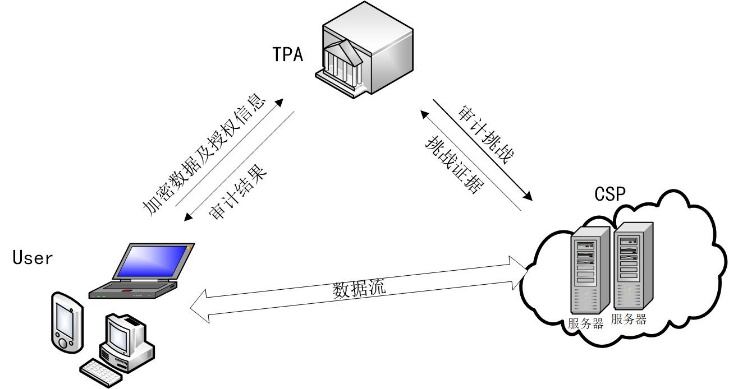 TPA
加密数据及授权信息
审计结果
审计挑战
挑战证据
CSP
User
数据流
服务器
服务器